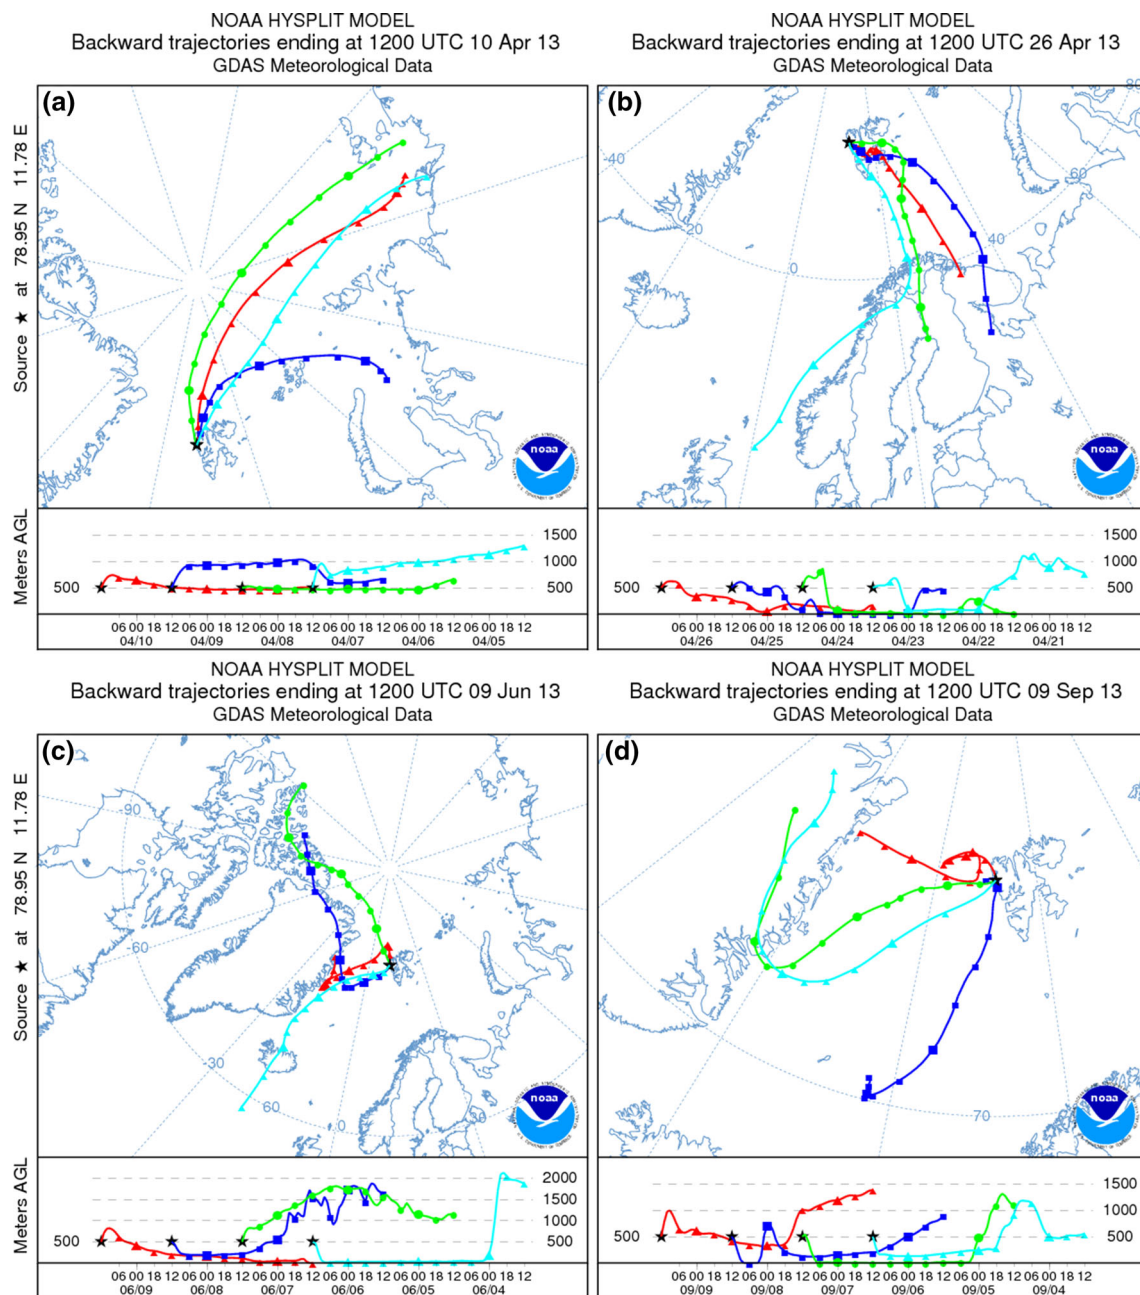 NOAA HYSPLIT MODEL
Backward trajectories ending at 1200 UTC 10 Apr 13
GDAS Meteorological Data
(a)
Source ★ at 78.95 N 11.78 E
noaa
Meters AGL
1500
1000
500
500
06 00 18 12 06 00 18 12 06 00 18 12 06 00 18 12 06 00 18 12 06 00 18 12
04/10 04/09 04/08 04/07 04/06 04/05
NOAA HYSPLIT MODEL
Backward trajectories ending at 1200 UTC 26 Apr 13
GDAS Meteorological Data
(b)
80
-40
60
-20
40
0
noaa
1500
1000
500
500
06 00 18 12 06 00 18 12 06 00 18 12 06 00 18 12 06 00 18 12 06 00 18 12
04/26 04/25 04/24 04/23 04/22 04/21
NOAA HYSPLIT MODEL
Backward trajectories ending at 1200 UTC 09 Jun 13
GDAS Meteorological Data
(c)
Source ★ at 78.95 N 11.78 E
-90
-60
-30
60
0
noaa
Meters AGL
2000
1500
1000
500
500
06 00 18 12 06 00 18 12 06 00 18 12 06 00 18 12 06 00 18 12 06 00 18 12
06/09 06/08 06/07 06/06 06/05 06/04
NOAA HYSPLIT MODEL
Backward trajectories ending at 1200 UTC 09 Sep 13
GDAS Meteorological Data
(d)
70
noaa
1500
1000
500
500
06 00 18 12 06 00 18 12 06 00 18 12 06 00 18 12 06 00 18 12 06 00 18 12
09/09 09/08 09/07 09/06 09/05 09/04